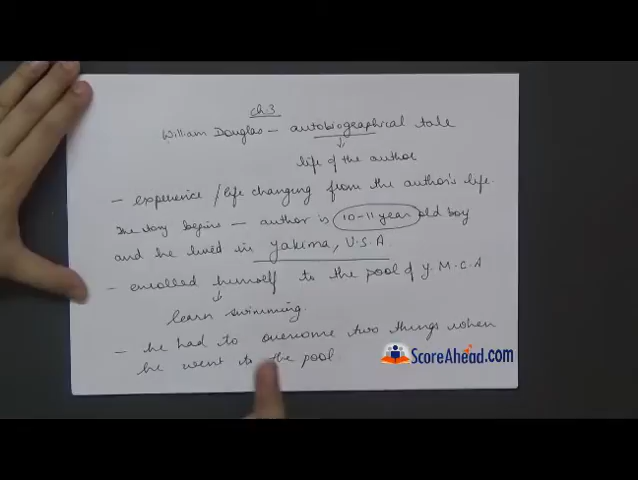 ch.3
William Douglas - autobiographical tale
life of the author
- experience / life changing from the author's life.
The story begins - author is 10-11 year old boy
and he lived in yakima, U.S.A.
- enrolled himself to the pool of Y.M.C.A
learn swimming.
- he had to overcome two things when
he went to the pool.
ScoreAhead.com